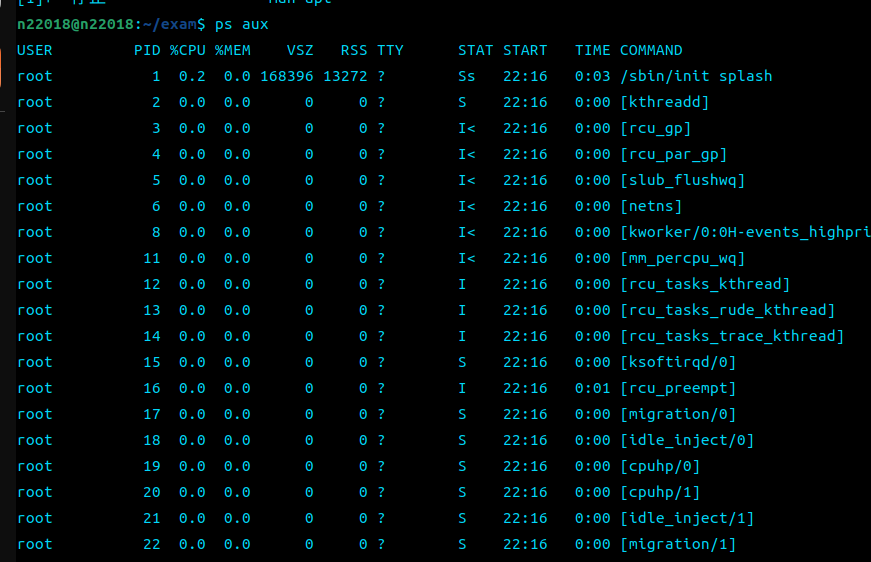 n22018@n22018:~/exam$ ps aux
USER PID %CPU %MEM VSZ RSS TTY STAT START TIME COMMAND
root 1 0.2 0.0 168396 13272 ? Ss 22:16 0:03 /sbin/init splash
root 2 0.0 0.0 0 0 ? S 22:16 0:00 [kthreadd]
root 3 0.0 0.0 0 0 ? I< 22:16 0:00 [rcu_gp]
root 4 0.0 0.0 0 0 ? I< 22:16 0:00 [rcu_par_gp]
root 5 0.0 0.0 0 0 ? I< 22:16 0:00 [slub_flushwq]
root 6 0.0 0.0 0 0 ? I< 22:16 0:00 [netns]
root 8 0.0 0.0 0 0 ? I< 22:16 0:00 [kworker/0:0H-events_highpri
root 11 0.0 0.0 0 0 ? I< 22:16 0:00 [mm_percpu_wq]
root 12 0.0 0.0 0 0 ? I 22:16 0:00 [rcu_tasks_kthread]
root 13 0.0 0.0 0 0 ? I 22:16 0:00 [rcu_tasks_rude_kthread]
root 14 0.0 0.0 0 0 ? I 22:16 0:00 [rcu_tasks_trace_kthread]
root 15 0.0 0.0 0 0 ? S 22:16 0:00 [ksoftirqd/0]
root 16 0.0 0.0 0 0 ? I 22:16 0:01 [rcu_preempt]
root 17 0.0 0.0 0 0 ? S 22:16 0:00 [migration/0]
root 18 0.0 0.0 0 0 ? S 22:16 0:00 [idle_inject/0]
root 19 0.0 0.0 0 0 ? S 22:16 0:00 [cpuhp/0]
root 20 0.0 0.0 0 0 ? S 22:16 0:00 [cpuhp/1]
root 21 0.0 0.0 0 0 ? S 22:16 0:00 [idle_inject/1]
root 22 0.0 0.0 0 0 ? S 22:16 0:00 [migration/1]